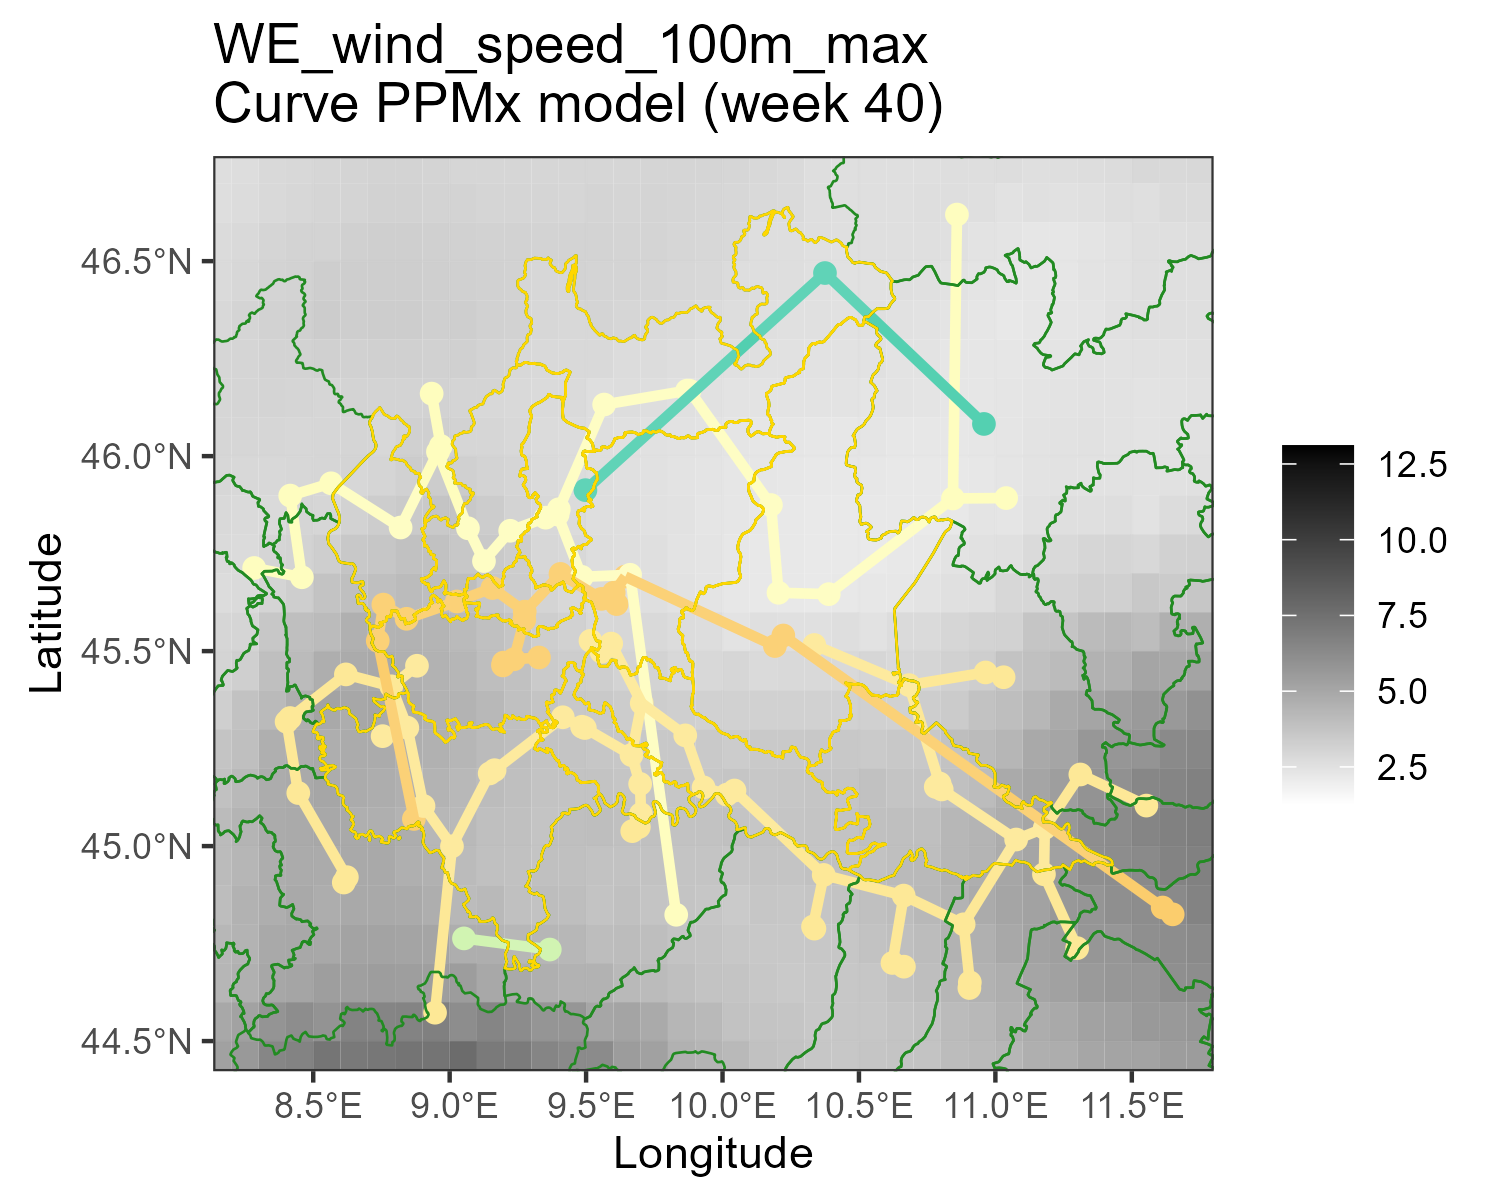 WE_wind_speed_100m_max
Curve PPMx model (week 40)
46.5°N
46.0°N
45.5°N
45.0°N
44.5°N
Latitude
8.5°E
9.0°E
9.5°E
10.0°E
10.5°E
11.0°E
11.5°E
Longitude
12.5
10.0
7.5
5.0
2.5